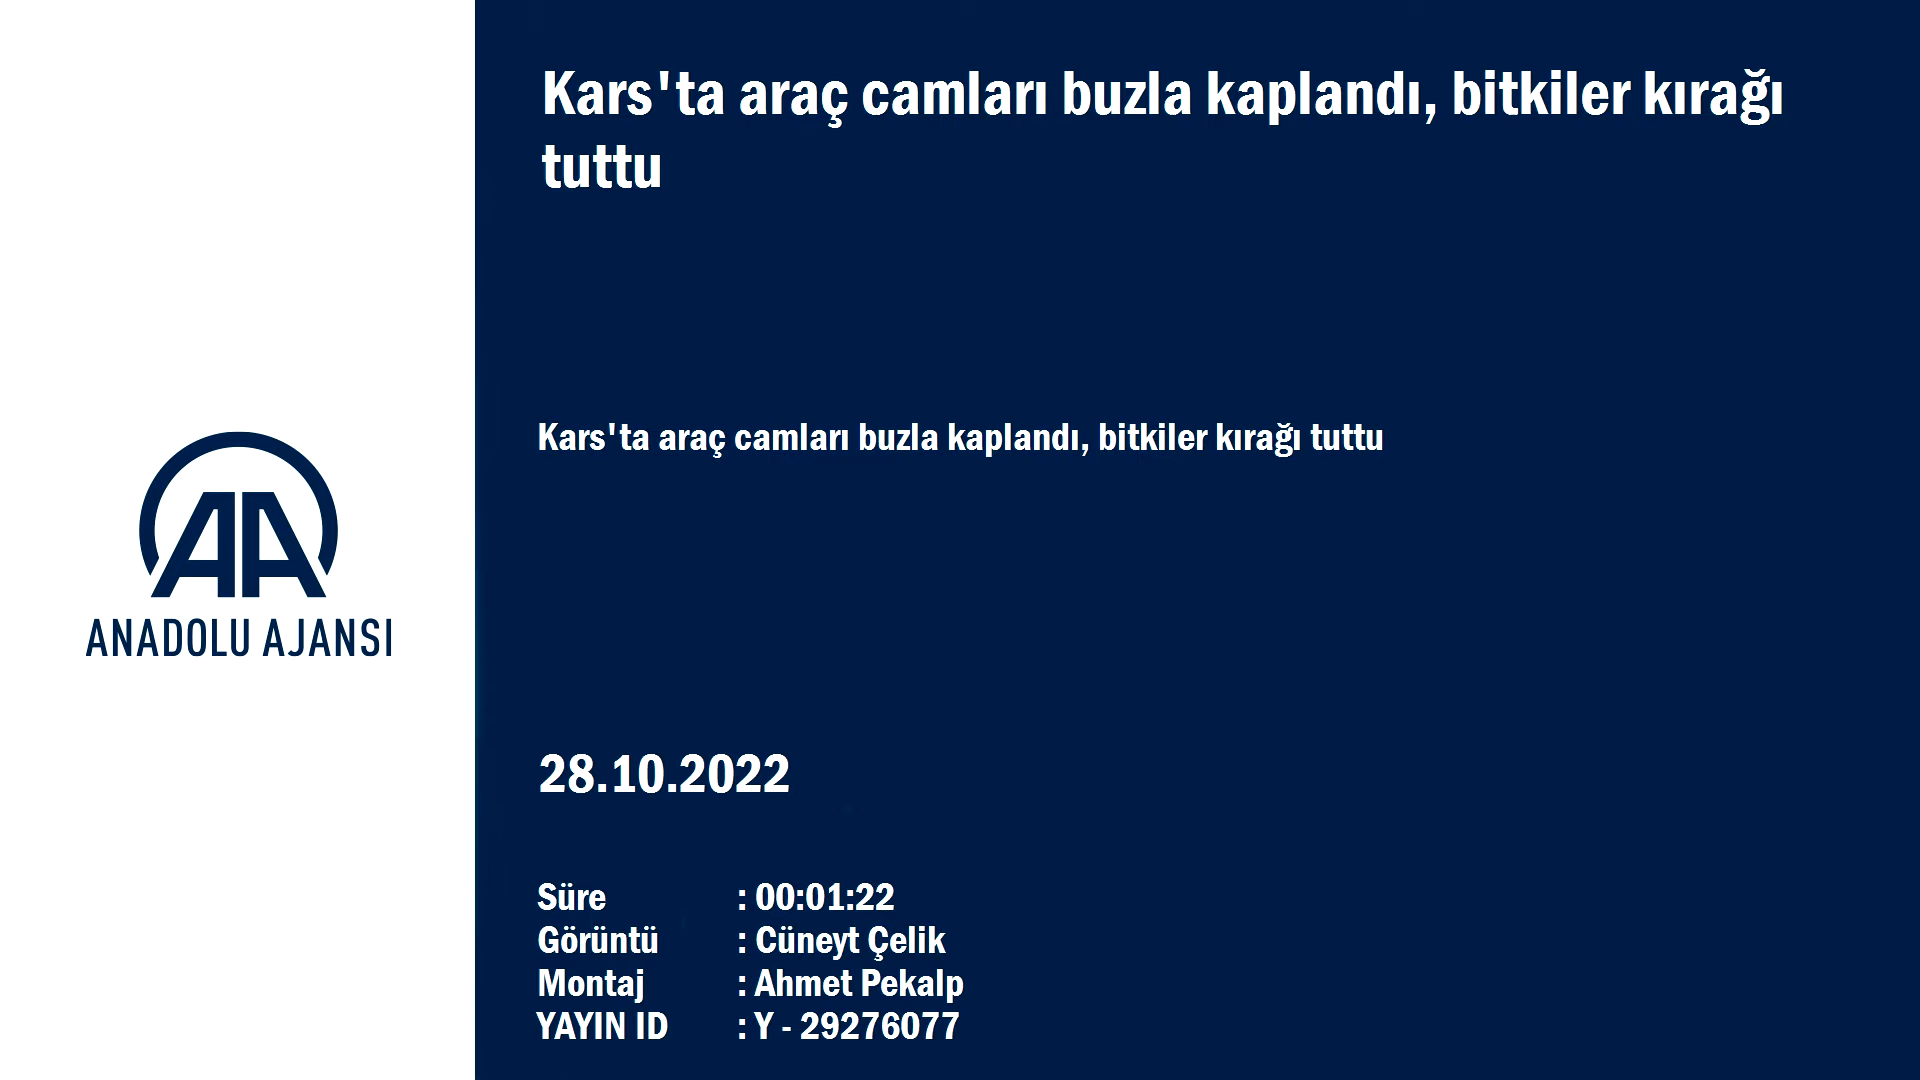 Kars'ta araç camları buzla kaplandı, bitkiler kırağı
tuttu
Kars'ta araç camları buzla kaplandı, bitkiler kırağı tuttu
AA
ANADOLU AJANSI
28.10.2022
Süre : 00:01:22
Görüntü : Cüneyt Çelik
Montaj : Ahmet Pekalp
YAYIN ID : Y - 29276077